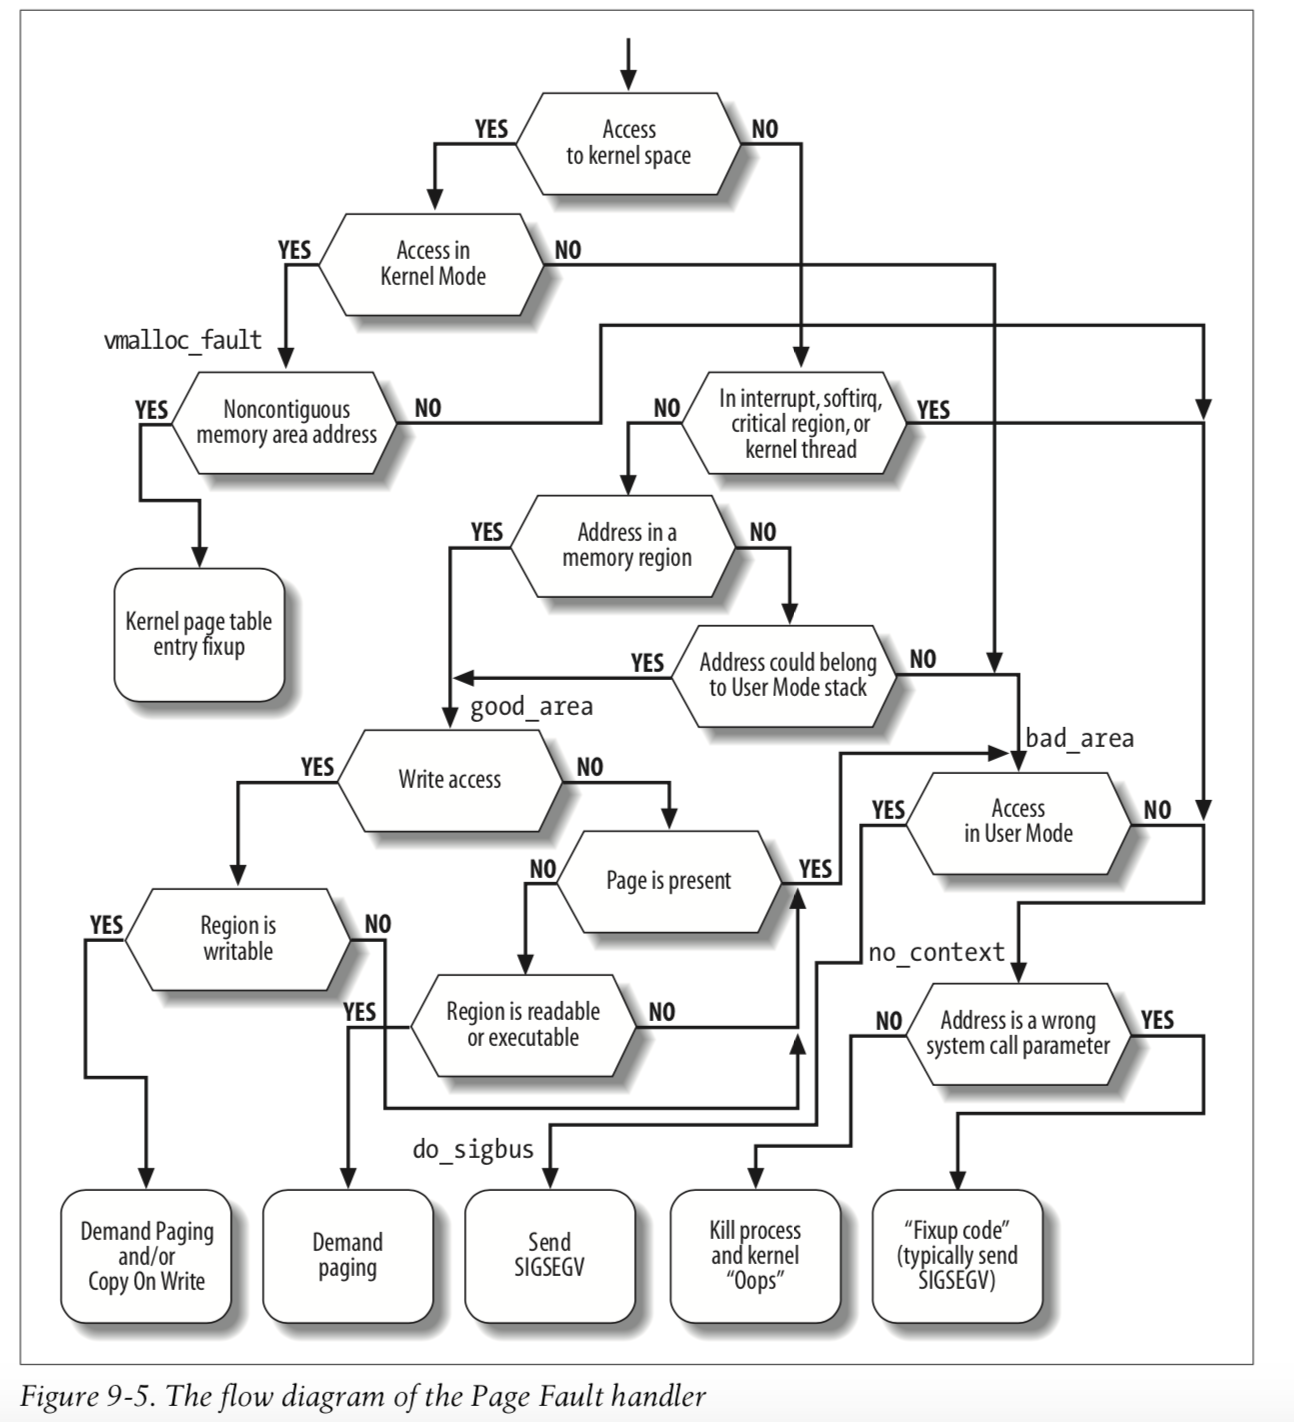 Access
to kernel space
YES
NO
Access in
Kernel Mode
YES
NO
vmalloc_fault
Noncontiguous
memory area address
YES
NO
In interrupt, softirq,
critical region, or
kernel thread
NO
YES
Address in a
memory region
YES
NO
Kernel page table
entry fixup
Address could belong
to User Mode stack
YES
NO
good_area
bad_area
Write access
YES
NO
Access
in User Mode
YES
NO
Page is present
NO
YES
Region is
writable
YES
NO
no_context
Region is readable
or executable
YES
NO
Address is a wrong
system call parameter
NO
YES
do_sigbus
Demand Paging
and/or
Copy On Write
Demand
paging
Send
SIGSEGV
Kill process
and kernel
“Oops”
“Fixup code”
(typically send
SIGSEGV)
Figure 9-5. The flow diagram of the Page Fault handler